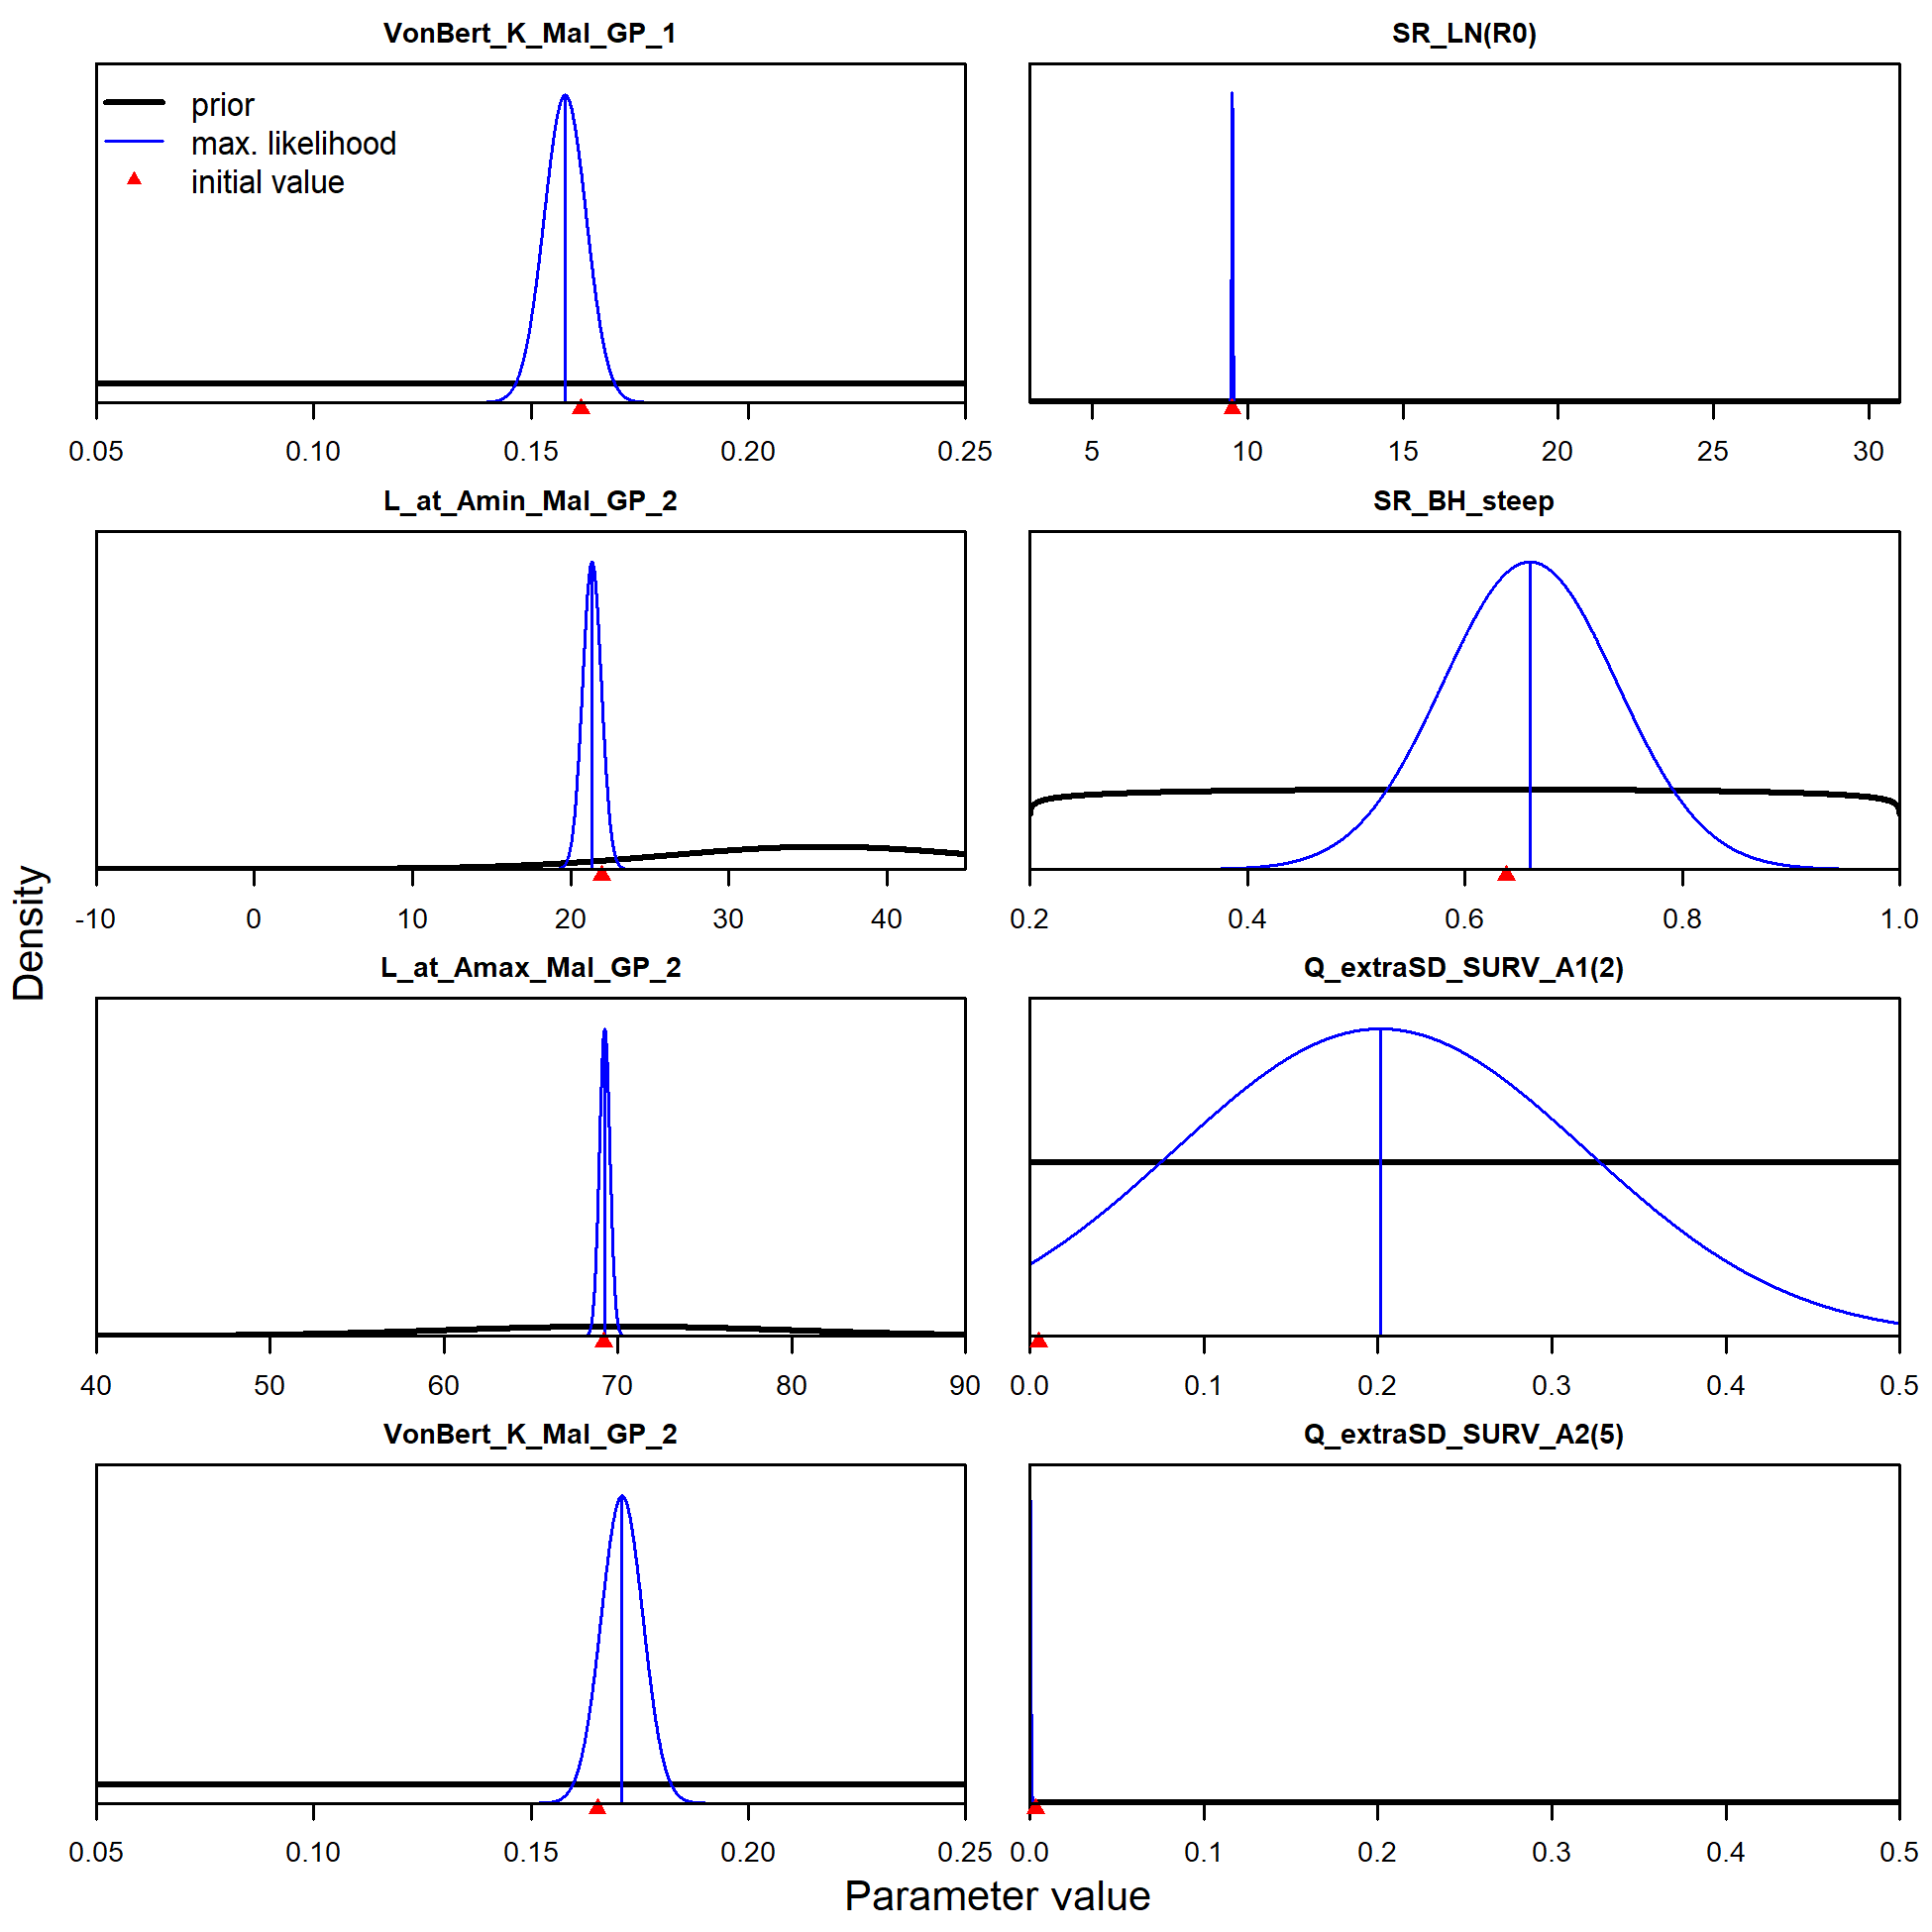 VonBert_K_Mal_GP_1
prior
max. likelihood
initial value
0.05 0.10 0.15 0.20 0.25
SR_LN(R0)
5 10 15 20 25 30
L_at_Amin_Mal_GP_2
-10 0 10 20 30 40
SR_BH_steep
0.2 0.4 0.6 0.8 1.0
L_at_Amax_Mal_GP_2
40 50 60 70 80 90
Q_extraSD_SURV_A1(2)
0.0 0.1 0.2 0.3 0.4 0.5
VonBert_K_Mal_GP_2
0.05 0.10 0.15 0.20 0.25
Q_extraSD_SURV_A2(5)
0.0 0.1 0.2 0.3 0.4 0.5
Density
Parameter value